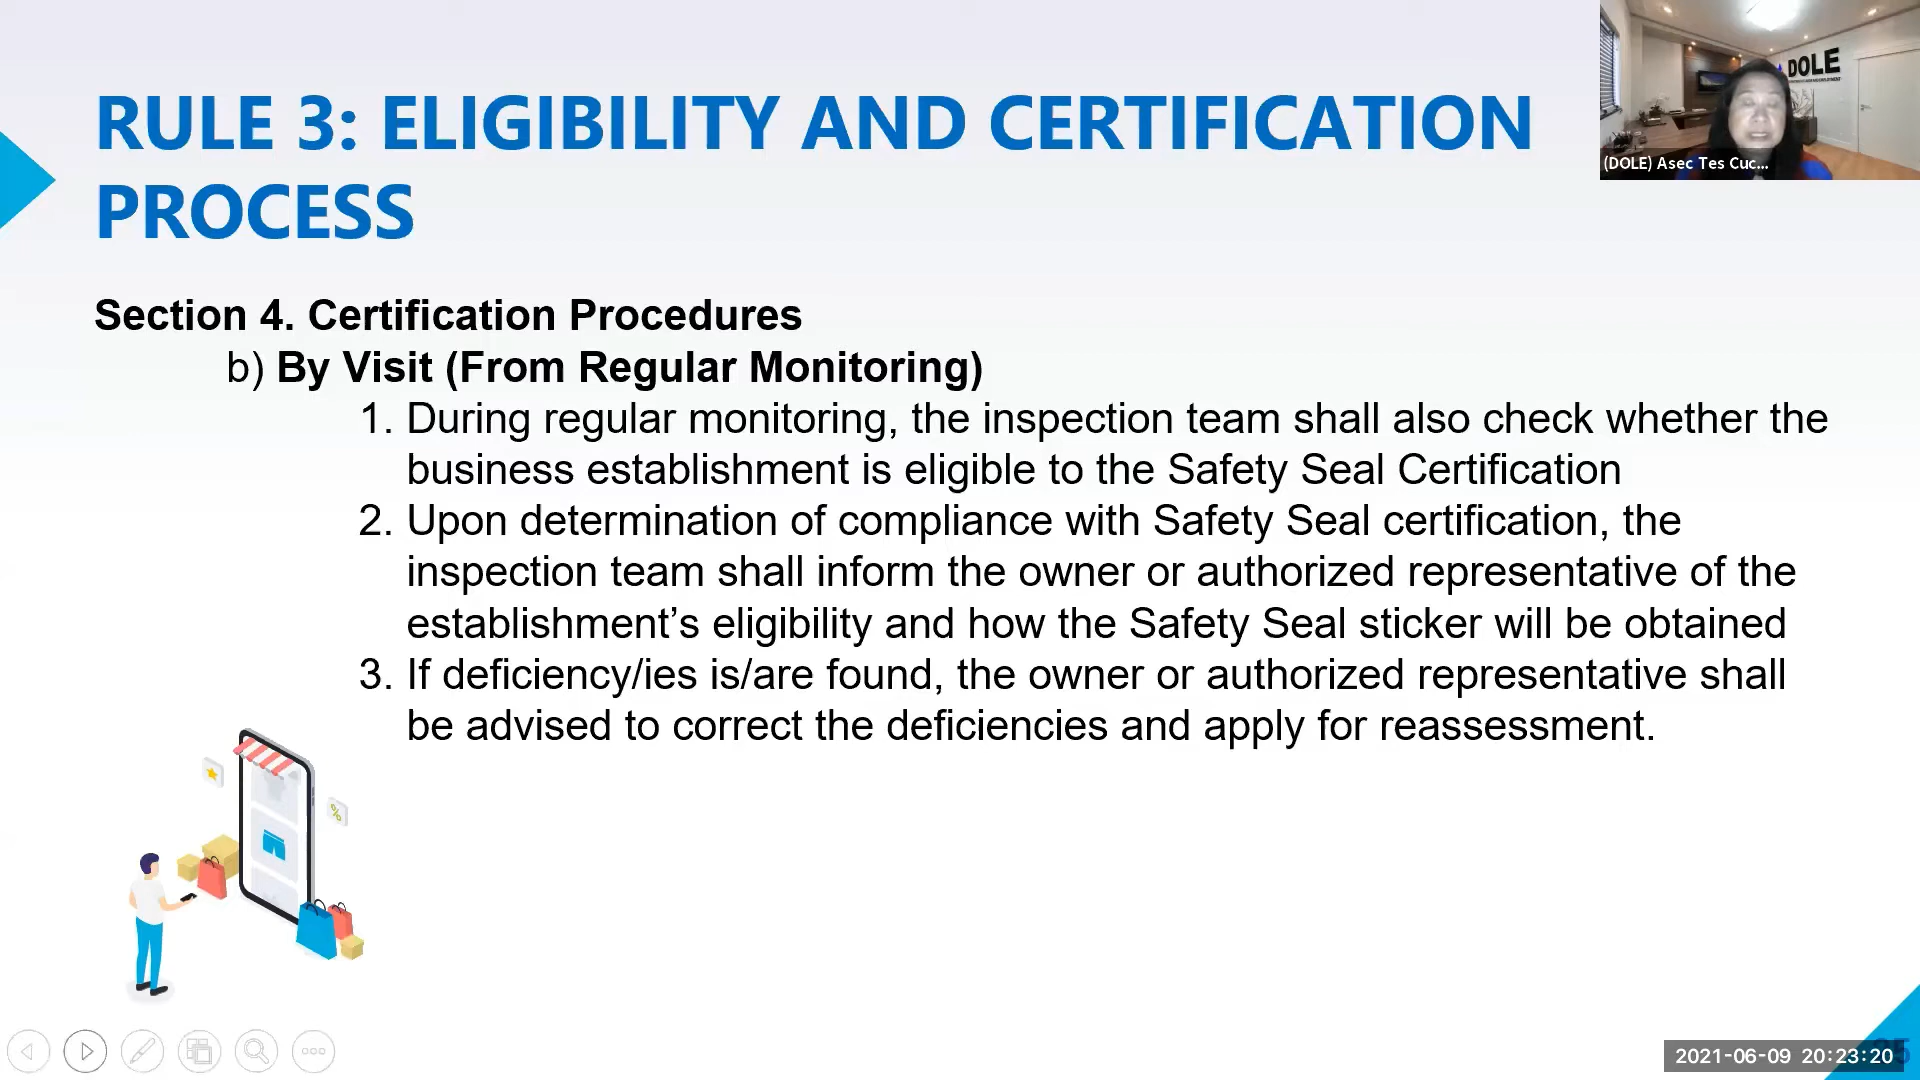 RULE 3: ELIGIBILITY AND CERTIFICATION
PROCESS
DOLE
(DOLE) Asec Tes Cuc...
Section 4. Certification Procedures
b) By Visit (From Regular Monitoring)
1. During regular monitoring, the inspection team shall also check whether the
business establishment is eligible to the Safety Seal Certification
2. Upon determination of compliance with Safety Seal certification, the
inspection team shall inform the owner or authorized representative of the
establishment’s eligibility and how the Safety Seal sticker will be obtained
3. If deficiency/ies is/are found, the owner or authorized representative shall
be advised to correct the deficiencies and apply for reassessment.
%
2021-06-09 20:23:20